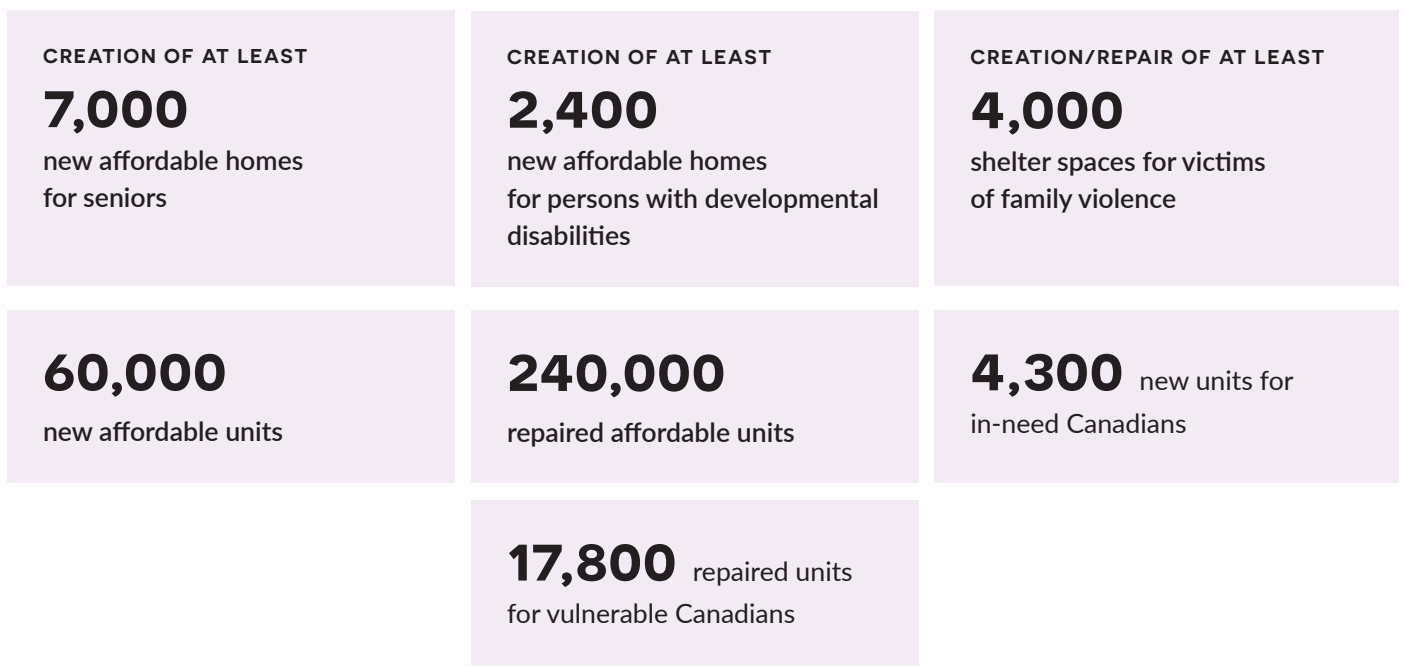 CREATION OF AT LEAST
7,000
new affordable homes
for seniors
CREATION OF AT LEAST
2,400
new affordable homes
for persons with developmental
disabilities
CREATION/REPAIR OF AT LEAST
4,000
shelter spaces for victims
of family violence
60,000
new affordable units
240,000
repaired affordable units
4,300 new units for
in-need Canadians
17,800 repaired units
for vulnerable Canadians